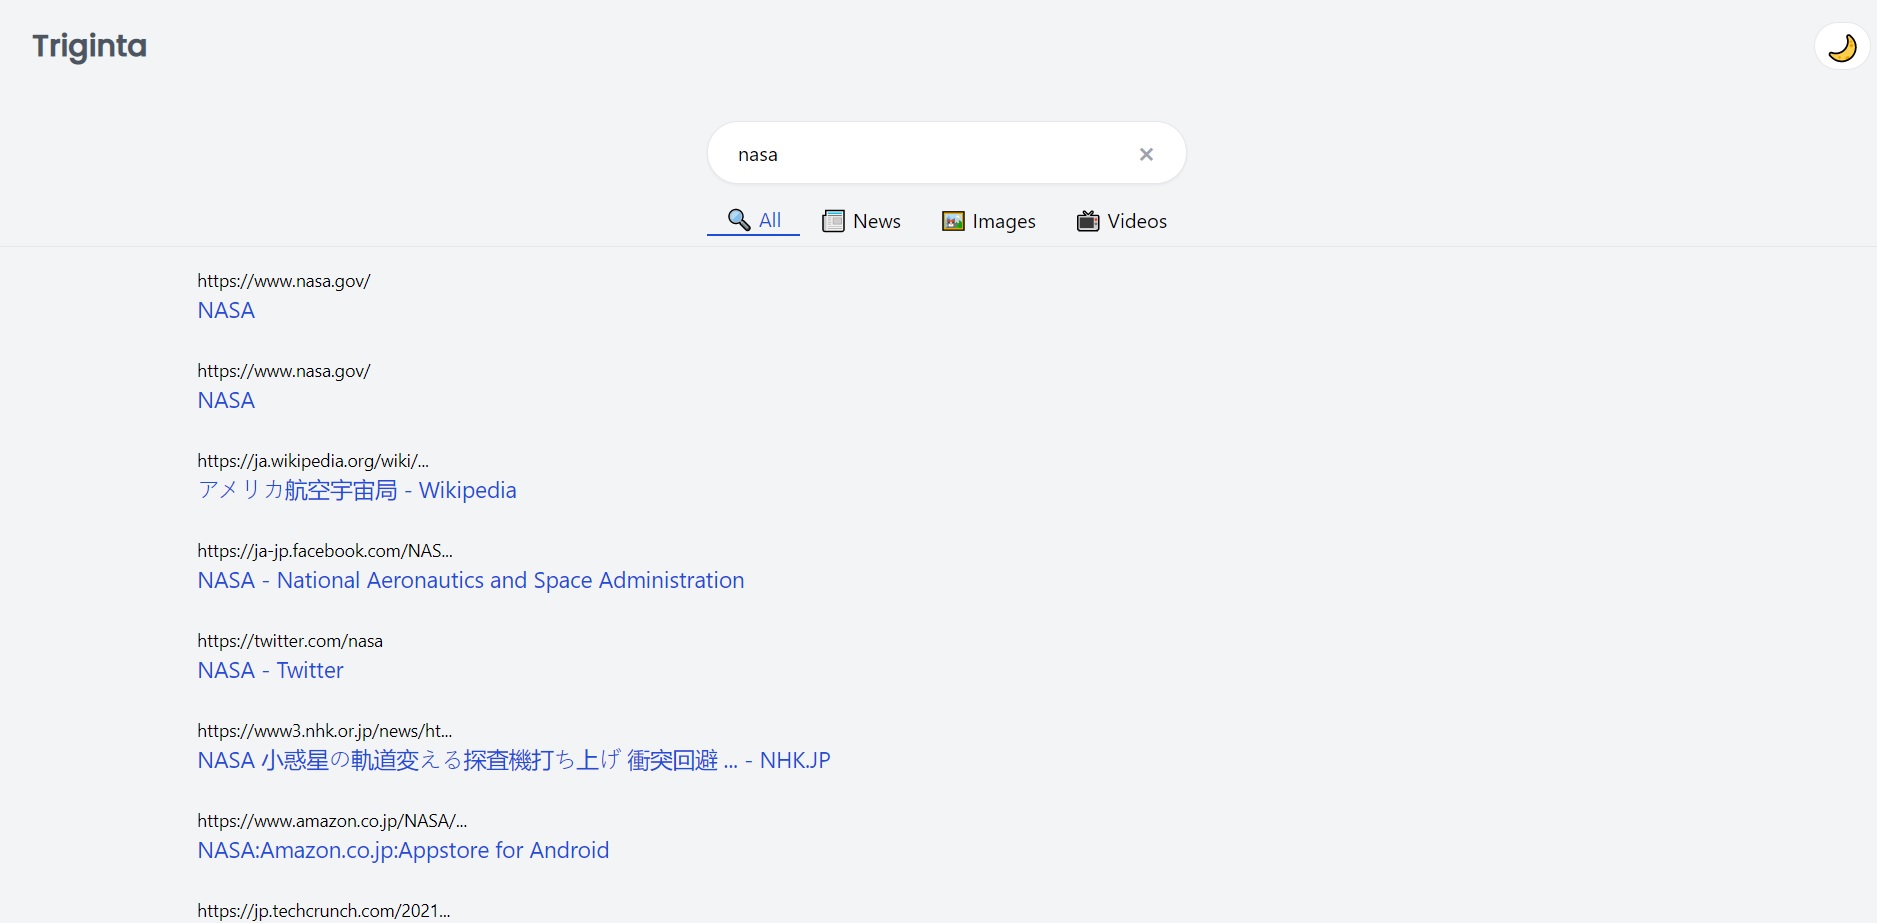 Triginta
nasa
All News Images Videos
https://www.nasa.gov/
NASA
https://www.nasa.gov/
NASA
https://ja.wikipedia.org/wiki/...
アメリカ航空宇宙局 - Wikipedia
https://ja-jp.facebook.com/NAS...
NASA - National Aeronautics and Space Administration
https://twitter.com/nasa
NASA - Twitter
https://www3.nhk.or.jp/news/ht...
NASA 小惑星の軌道変える探査機打ち上げ 衝突回避 ... - NHK.JP
https://www.amazon.co.jp/NASA/...
NASA:Amazon.co.jp:Appstore for Android
https://jp.techcrunch.com/2021...